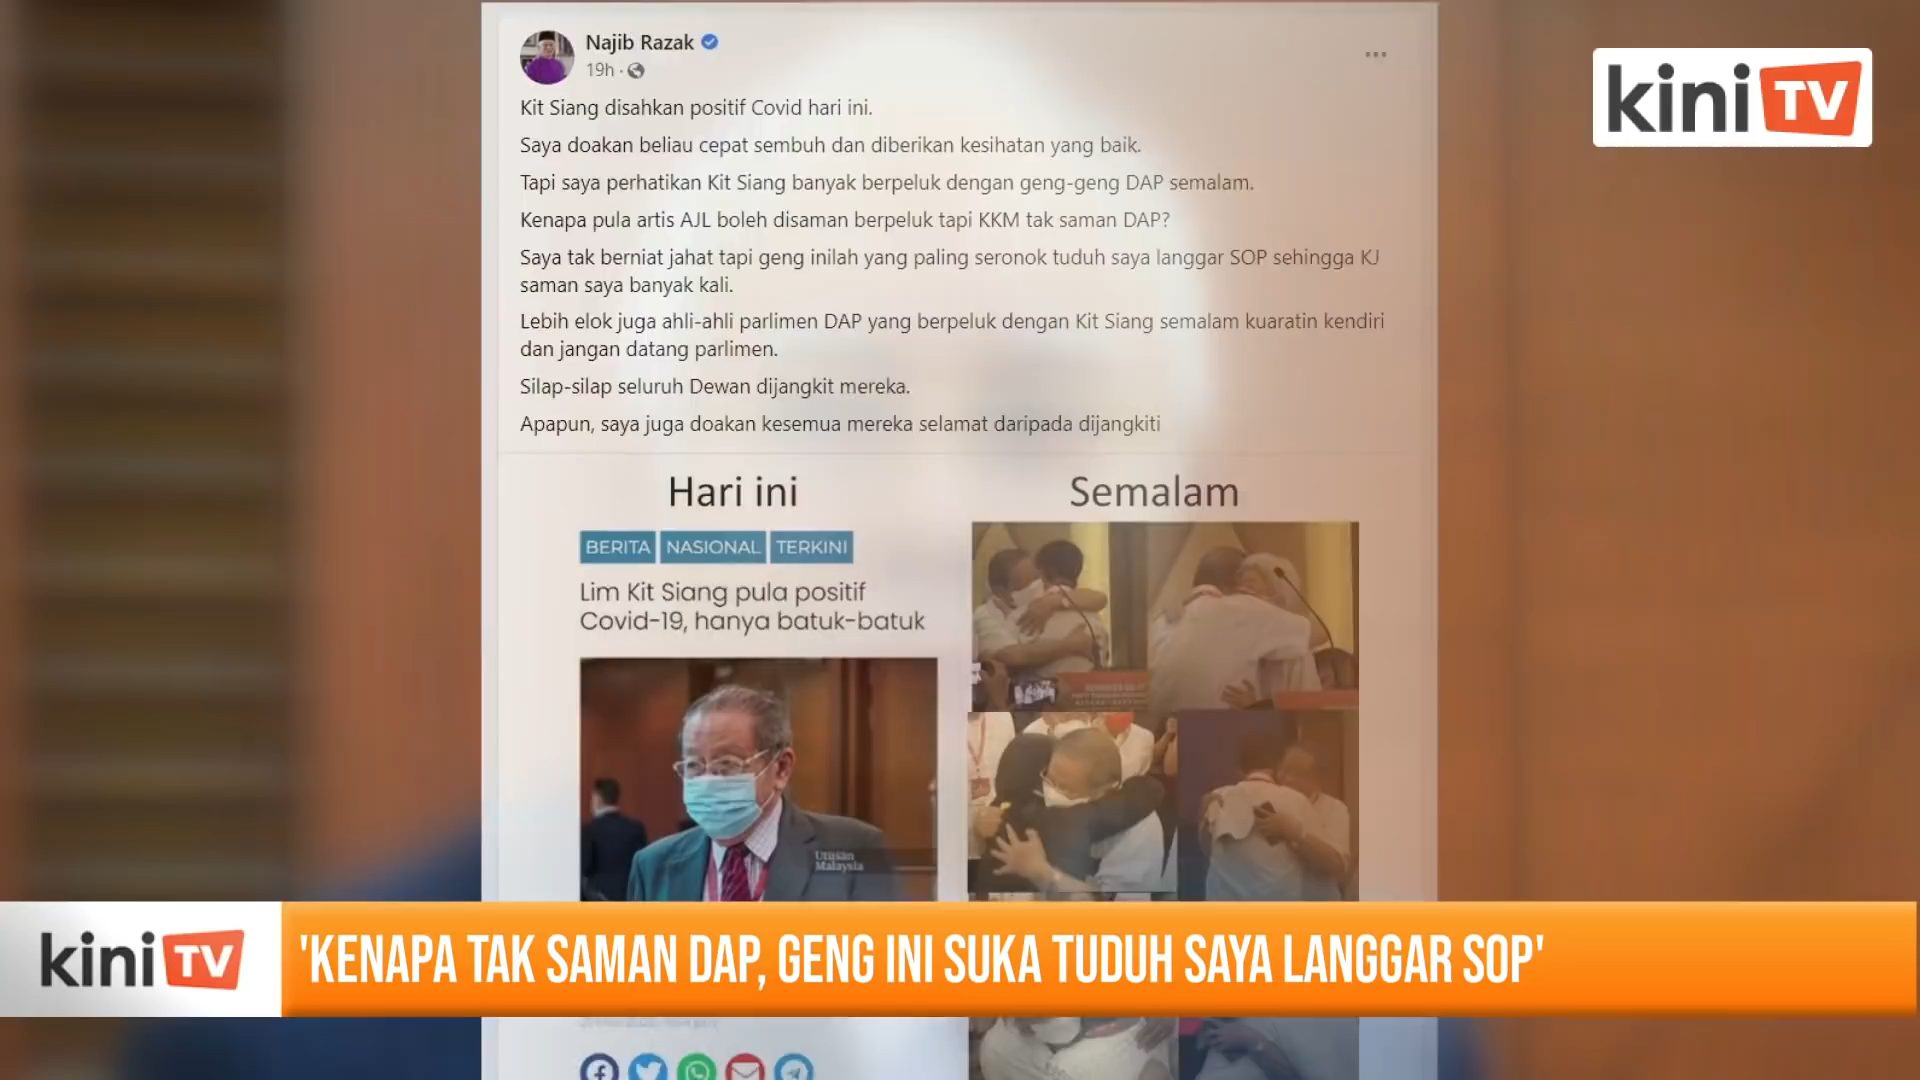 Najib Razak
19h ·
kini TV
Kit Siang disahkan positif Covid hari ini.
Saya doakan beliau cepat sembuh dan diberikan kesihatan yang baik.
Tapi saya perhatikan Kit Siang banyak berpeluk dengan geng-geng DAP semalam.
Kenapa pula artis AJL boleh disaman berpeluk tapi KKM tak saman DAP?
Saya tak berniat jahat tapi geng inilah yang paling seronok tuduh saya langgar SOP sehingga KJ
saman saya banyak kali.
Lebih elok juga ahli-ahli parlimen DAP yang berpeluk dengan Kit Siang semalam kuaratin kendiri
dan jangan datang parlimen.
Silap-silap seluruh Dewan dijangkit mereka.
Apapun, saya juga doakan kesemua mereka selamat daripada dijangkiti
Hari ini
Semalam
BERITA NASIONAL TERKINI
Lim Kit Siang pula positif
Covid-19, hanya batuk-batuk
Utusan
Malaysia
kini TV
'KENAPA TAK SAMAN DAP, GENG INI SUKA TUDUH SAYA LANGGAR SOP'